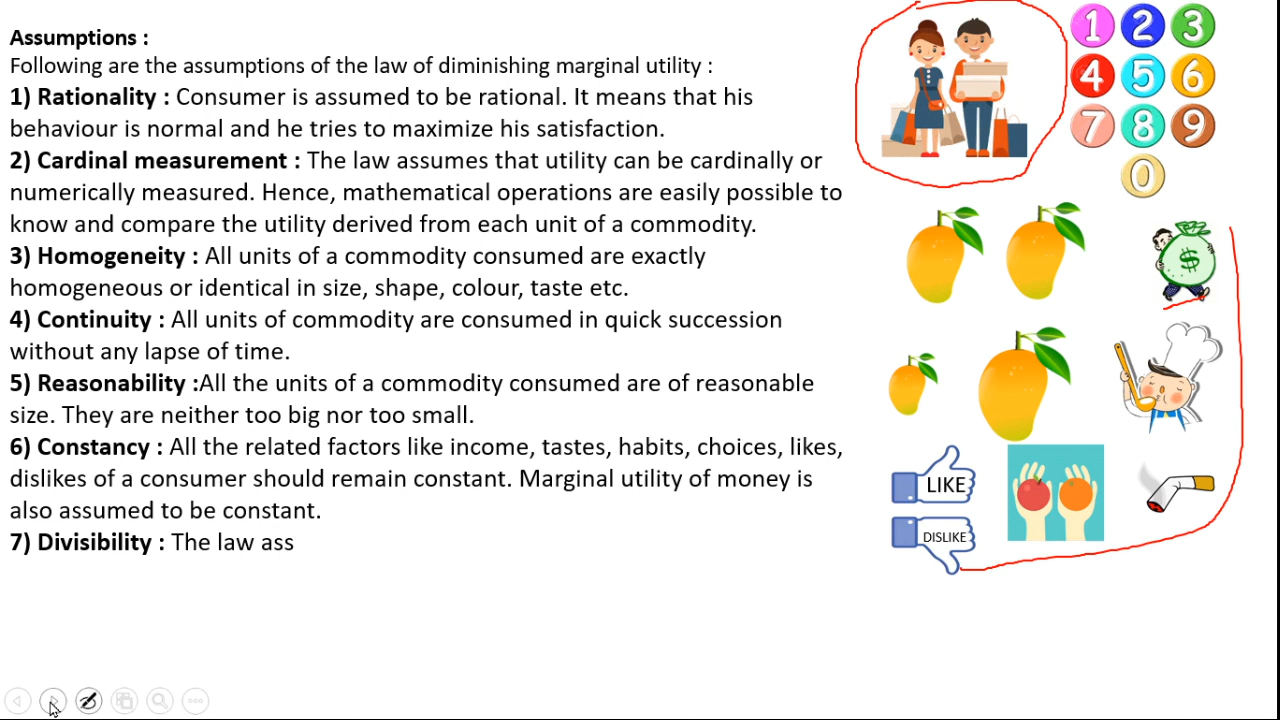 Assumptions :
Following are the assumptions of the law of diminishing marginal utility :
1) Rationality : Consumer is assumed to be rational. It means that his
behaviour is normal and he tries to maximize his satisfaction.
2) Cardinal measurement : The law assumes that utility can be cardinally or
numerically measured. Hence, mathematical operations are easily possible to
know and compare the utility derived from each unit of a commodity.
3) Homogeneity : All units of a commodity consumed are exactly
homogeneous or identical in size, shape, colour, taste etc.
4) Continuity : All units of commodity are consumed in quick succession
without any lapse of time.
5) Reasonability :All the units of a commodity consumed are of reasonable
size. They are neither too big nor too small.
6) Constancy : All the related factors like income, tastes, habits, choices, likes,
dislikes of a consumer should remain constant. Marginal utility of money is
also assumed to be constant.
7) Divisibility : The law ass
1 2 3
4 5 6
7 8 9
0
$
LIKE
DISLIKE